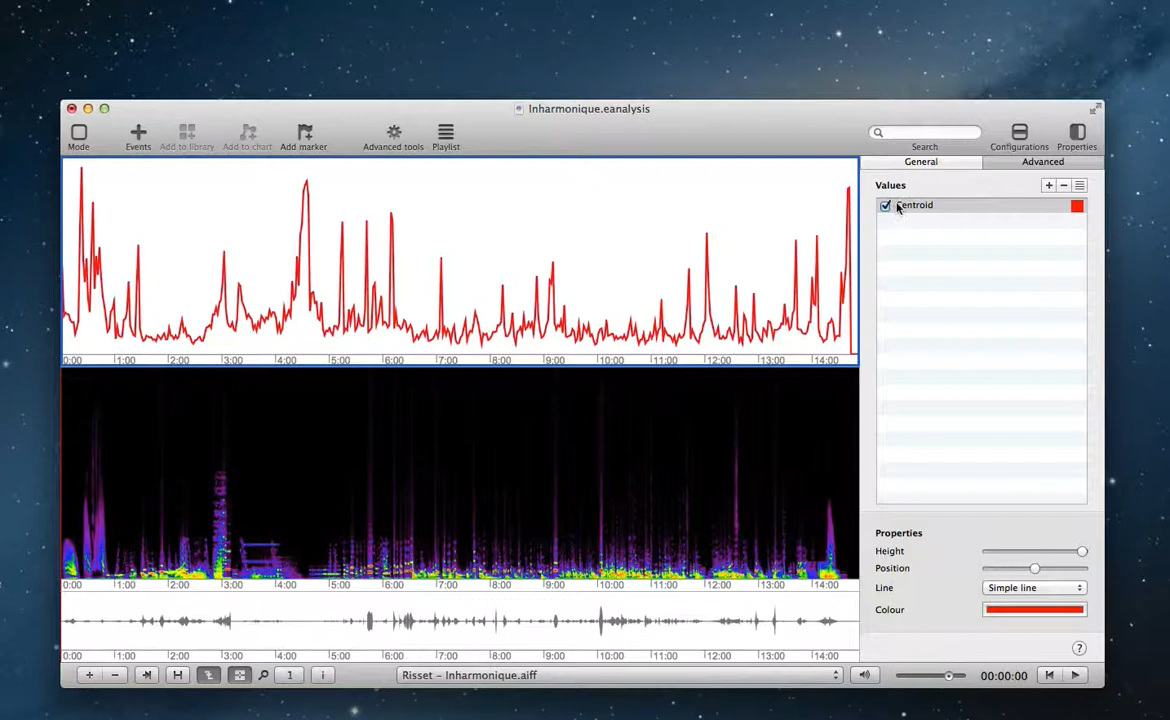 Inharmonique.eanalysis
Mode Events Add to library Add to chart Add marker Advanced tools Playlist Search Configurations Properties
General Advanced
Values
Centroid
0:00 1:00 2:00 3:00 4:00 5:00 6:00 7:00 8:00 9:00 10:00 11:00 12:00 13:00 14:00
Properties
Height
Position
Line Simple line
Colour
0:00 1:00 2:00 3:00 4:00 5:00 6:00 7:00 8:00 9:00 10:00 11:00 12:00 13:00 14:00
0:00 1:00 2:00 3:00 4:00 5:00 6:00 7:00 8:00 9:00 10:00 11:00 12:00 13:00 14:00
?
1 i Risset – Inharmonique.aiff 00:00:00